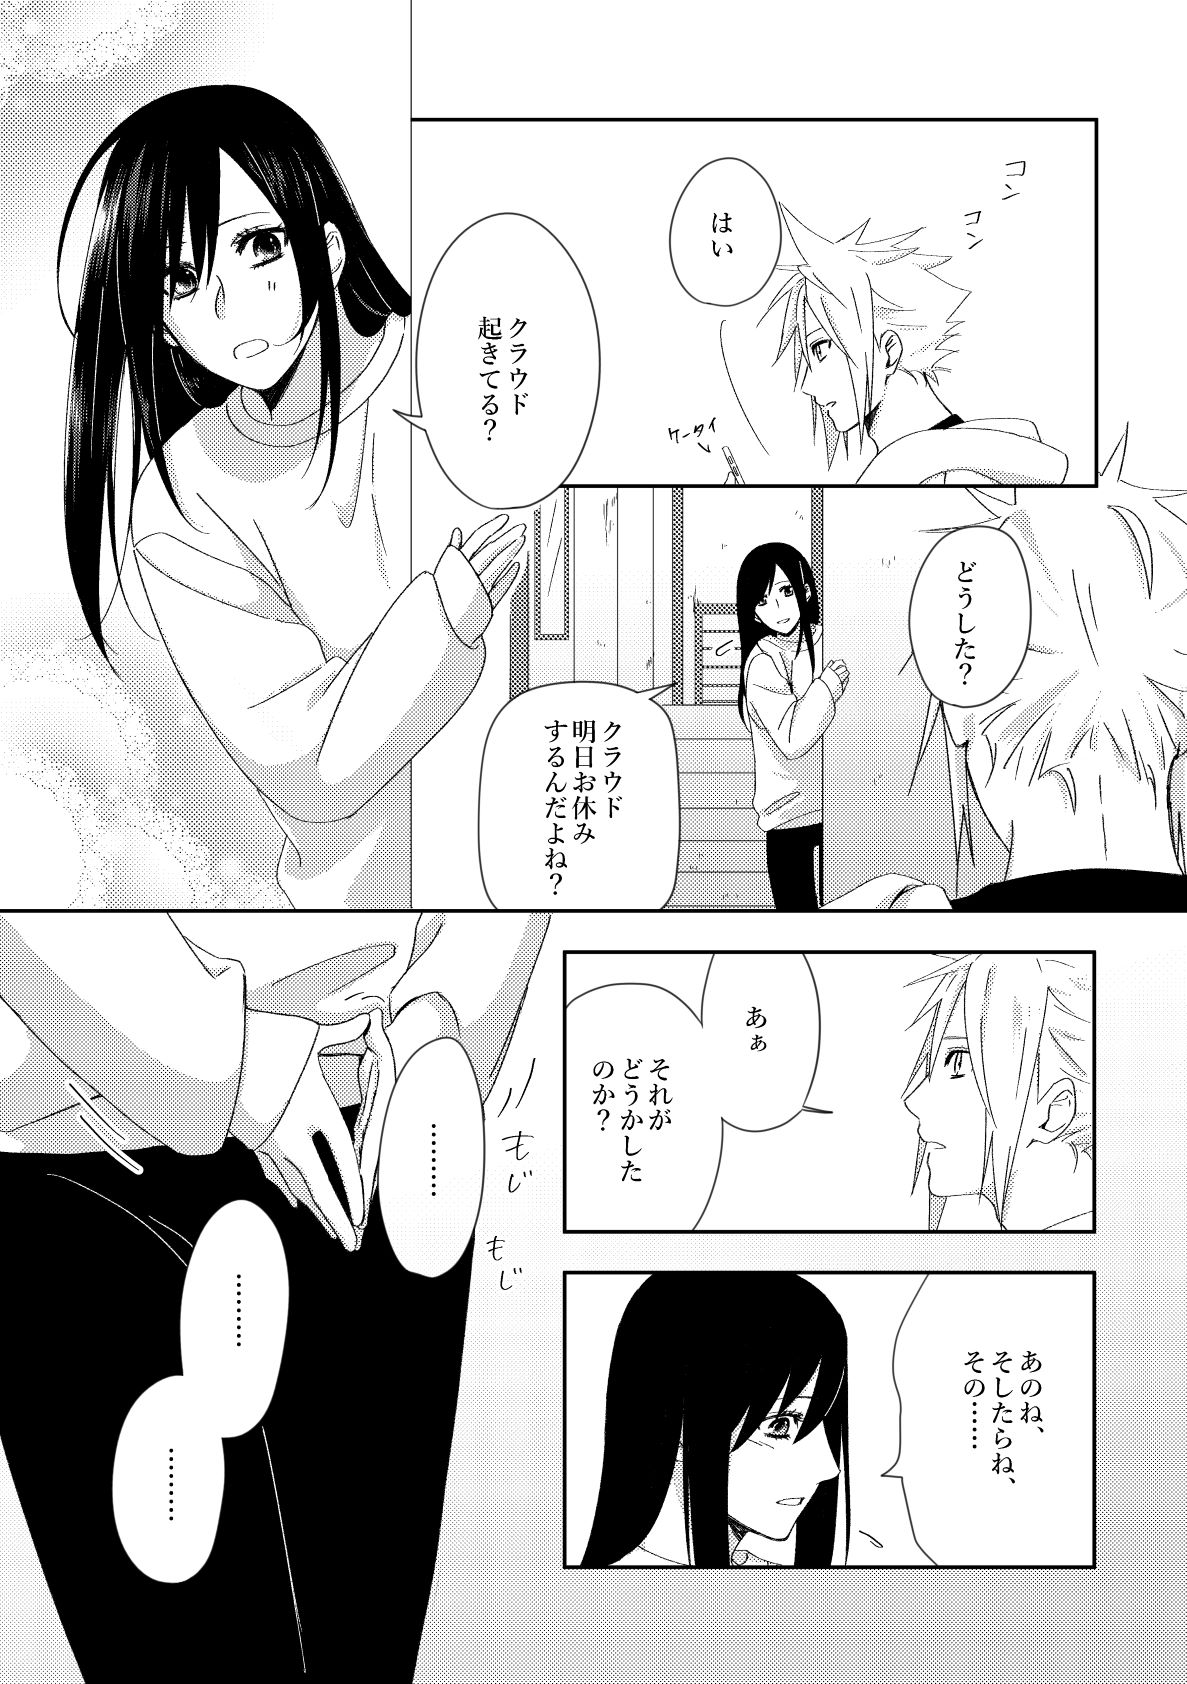 コン
コン
はい
ケータイ
クラウド
起きてる？
どうした？
クラウド
明日お休み
するんだよね？
あぁ
それが
どうかした
のか？
あのね、
そしたらね、
その……
………
もじ
もじ
………
………